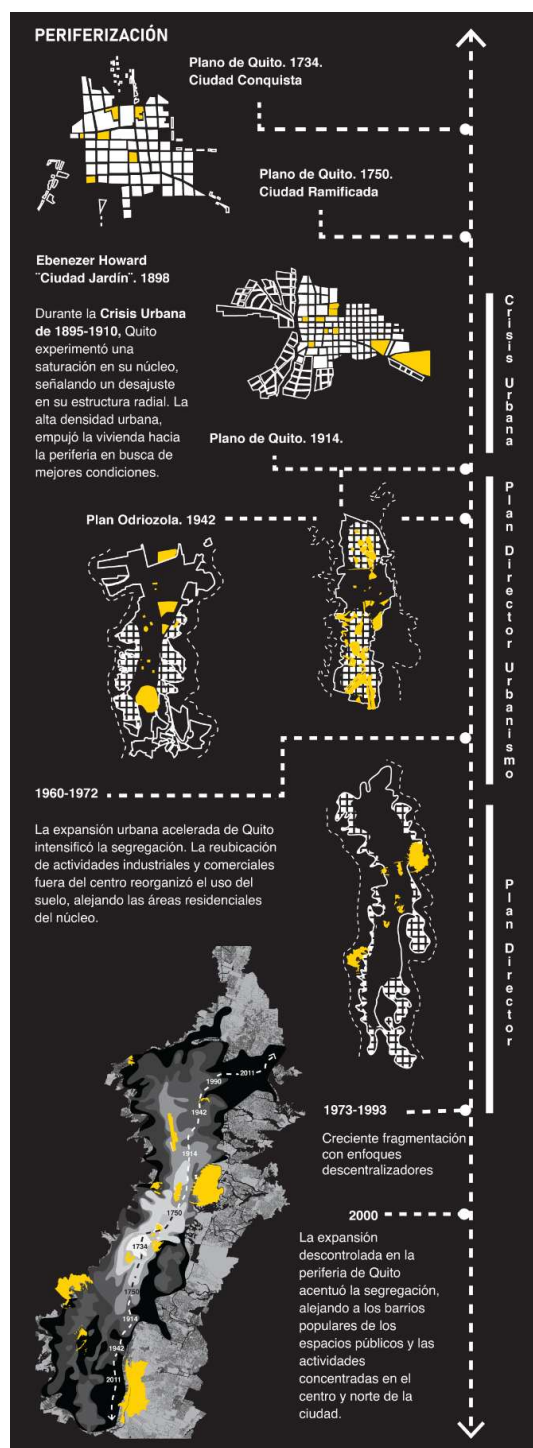 PERIFERIZACIÓN
Plano de Quito. 1734.
Ciudad Conquista
Plano de Quito. 1750.
Ciudad Ramificada
Ebenezer Howard
¨Ciudad Jardín¨. 1898
Durante la Crisis Urbana
de 1895-1910, Quito
experimentó una
saturación en su núcleo,
señalando un desajuste
en su estructura radial. La
alta densidad urbana,
empujó la vivienda hacia
la periferia en busca de
mejores condiciones.
Crisis Urbana
Plano de Quito. 1914.
Plan Odriozola. 1942
Plan Director Urbanismo
1960-1972
La expansión urbana acelerada de Quito
intensificó la segregación. La reubicación
de actividades industriales y comerciales
fuera del centro reorganizó el uso del
suelo, alejando las áreas residenciales
del núcleo.
Plan Director
1973-1993
Creciente fragmentación
con enfoques
descentralizadores
2000
La expansión
descontrolada en la
periferia de Quito
acentuó la segregación,
alejando a los barrios
populares de los
espacios públicos y las
actividades
concentradas en el
centro y norte de la
ciudad.
2011
1990
1942
1914
1750
1734
1750
1914
1942
2011